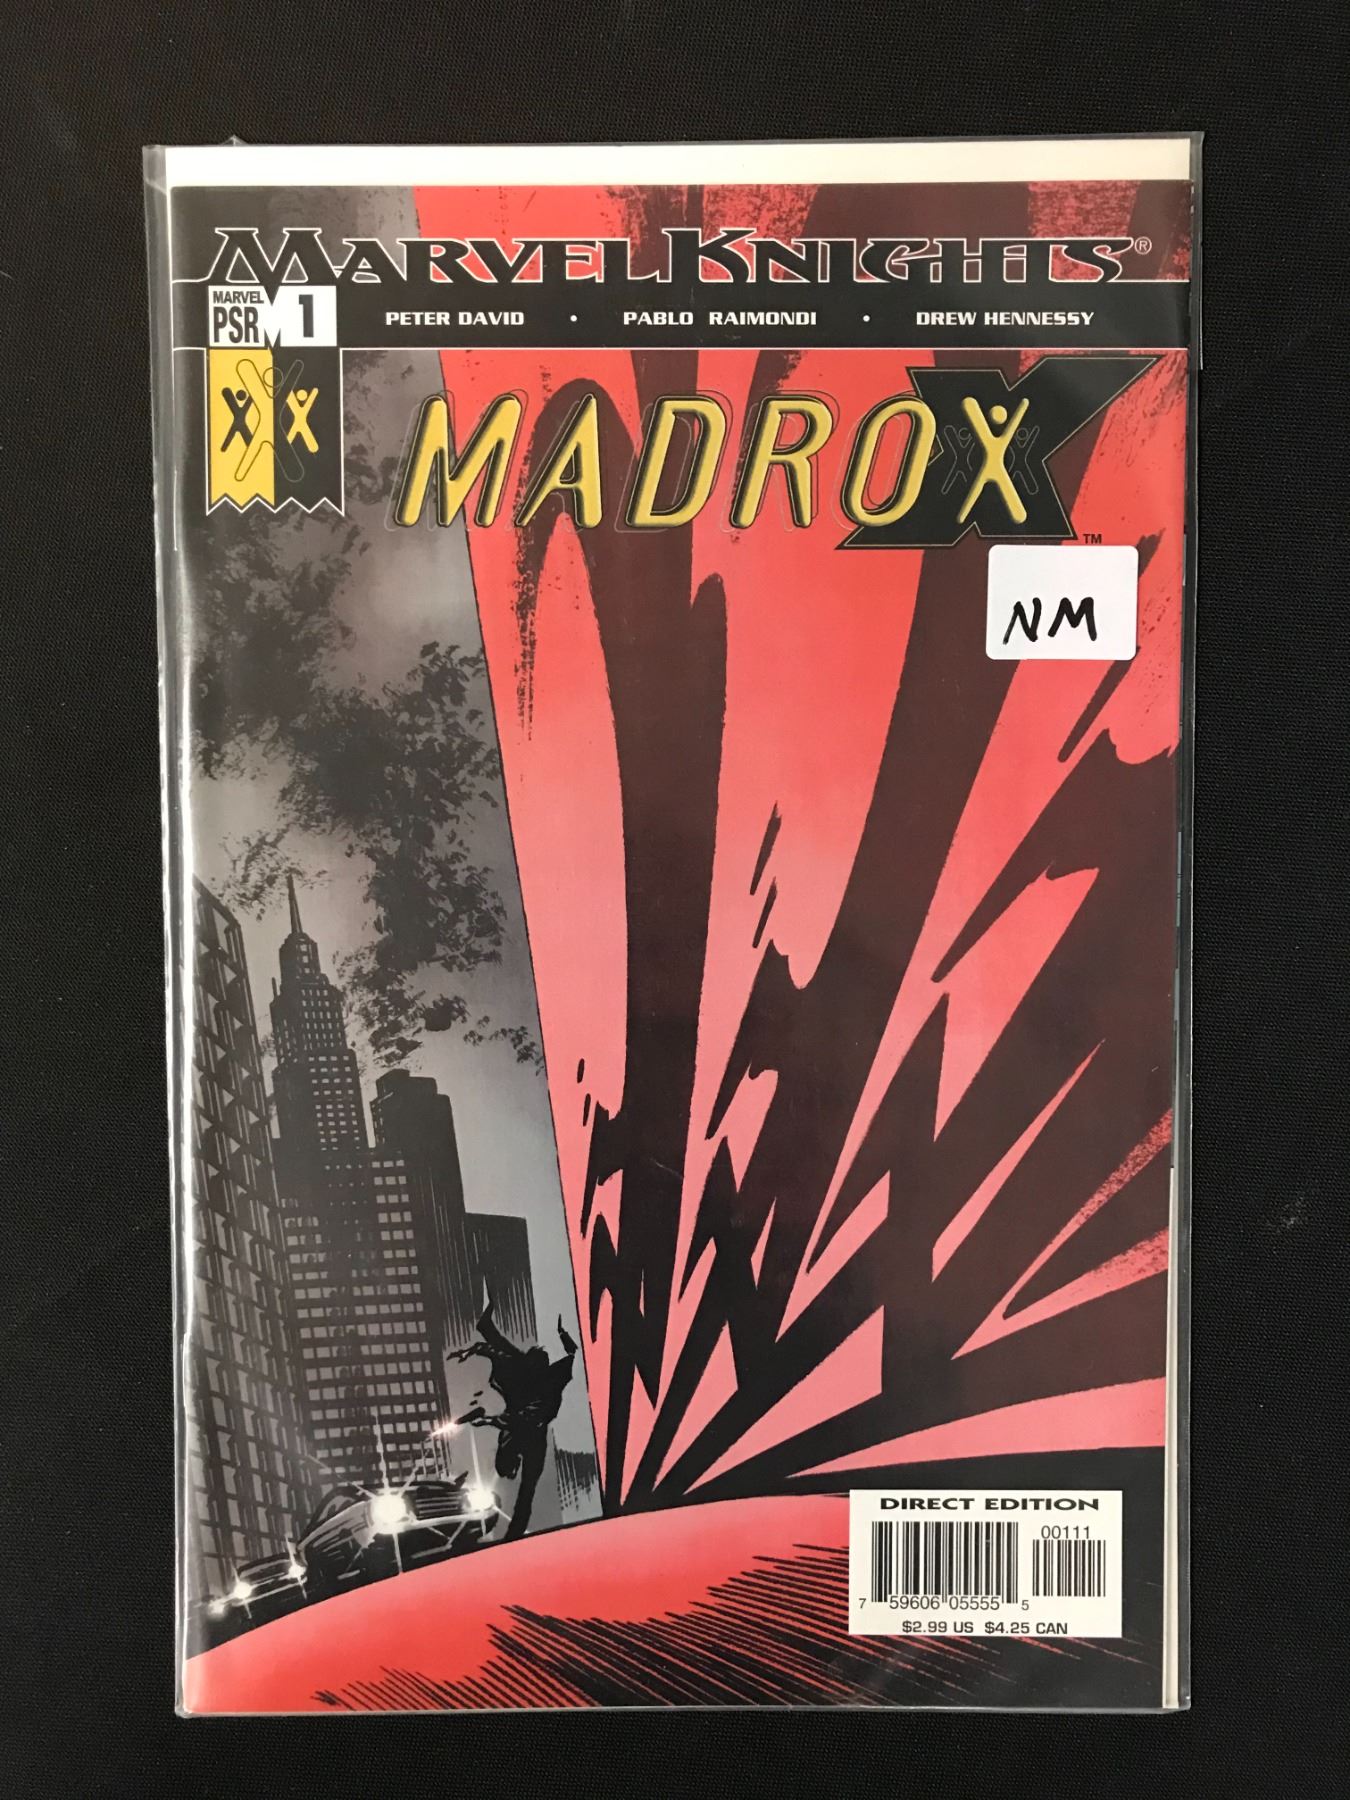 MARVEL KNIGHTS®
MARVEL
PSR
1
PETER DAVID • PABLO RAIMONDI • DREW HENNESSY
MADROX
TM
NM
DIRECT EDITION
00111
7 59606 05555 5
$2.99 US $4.25 CAN